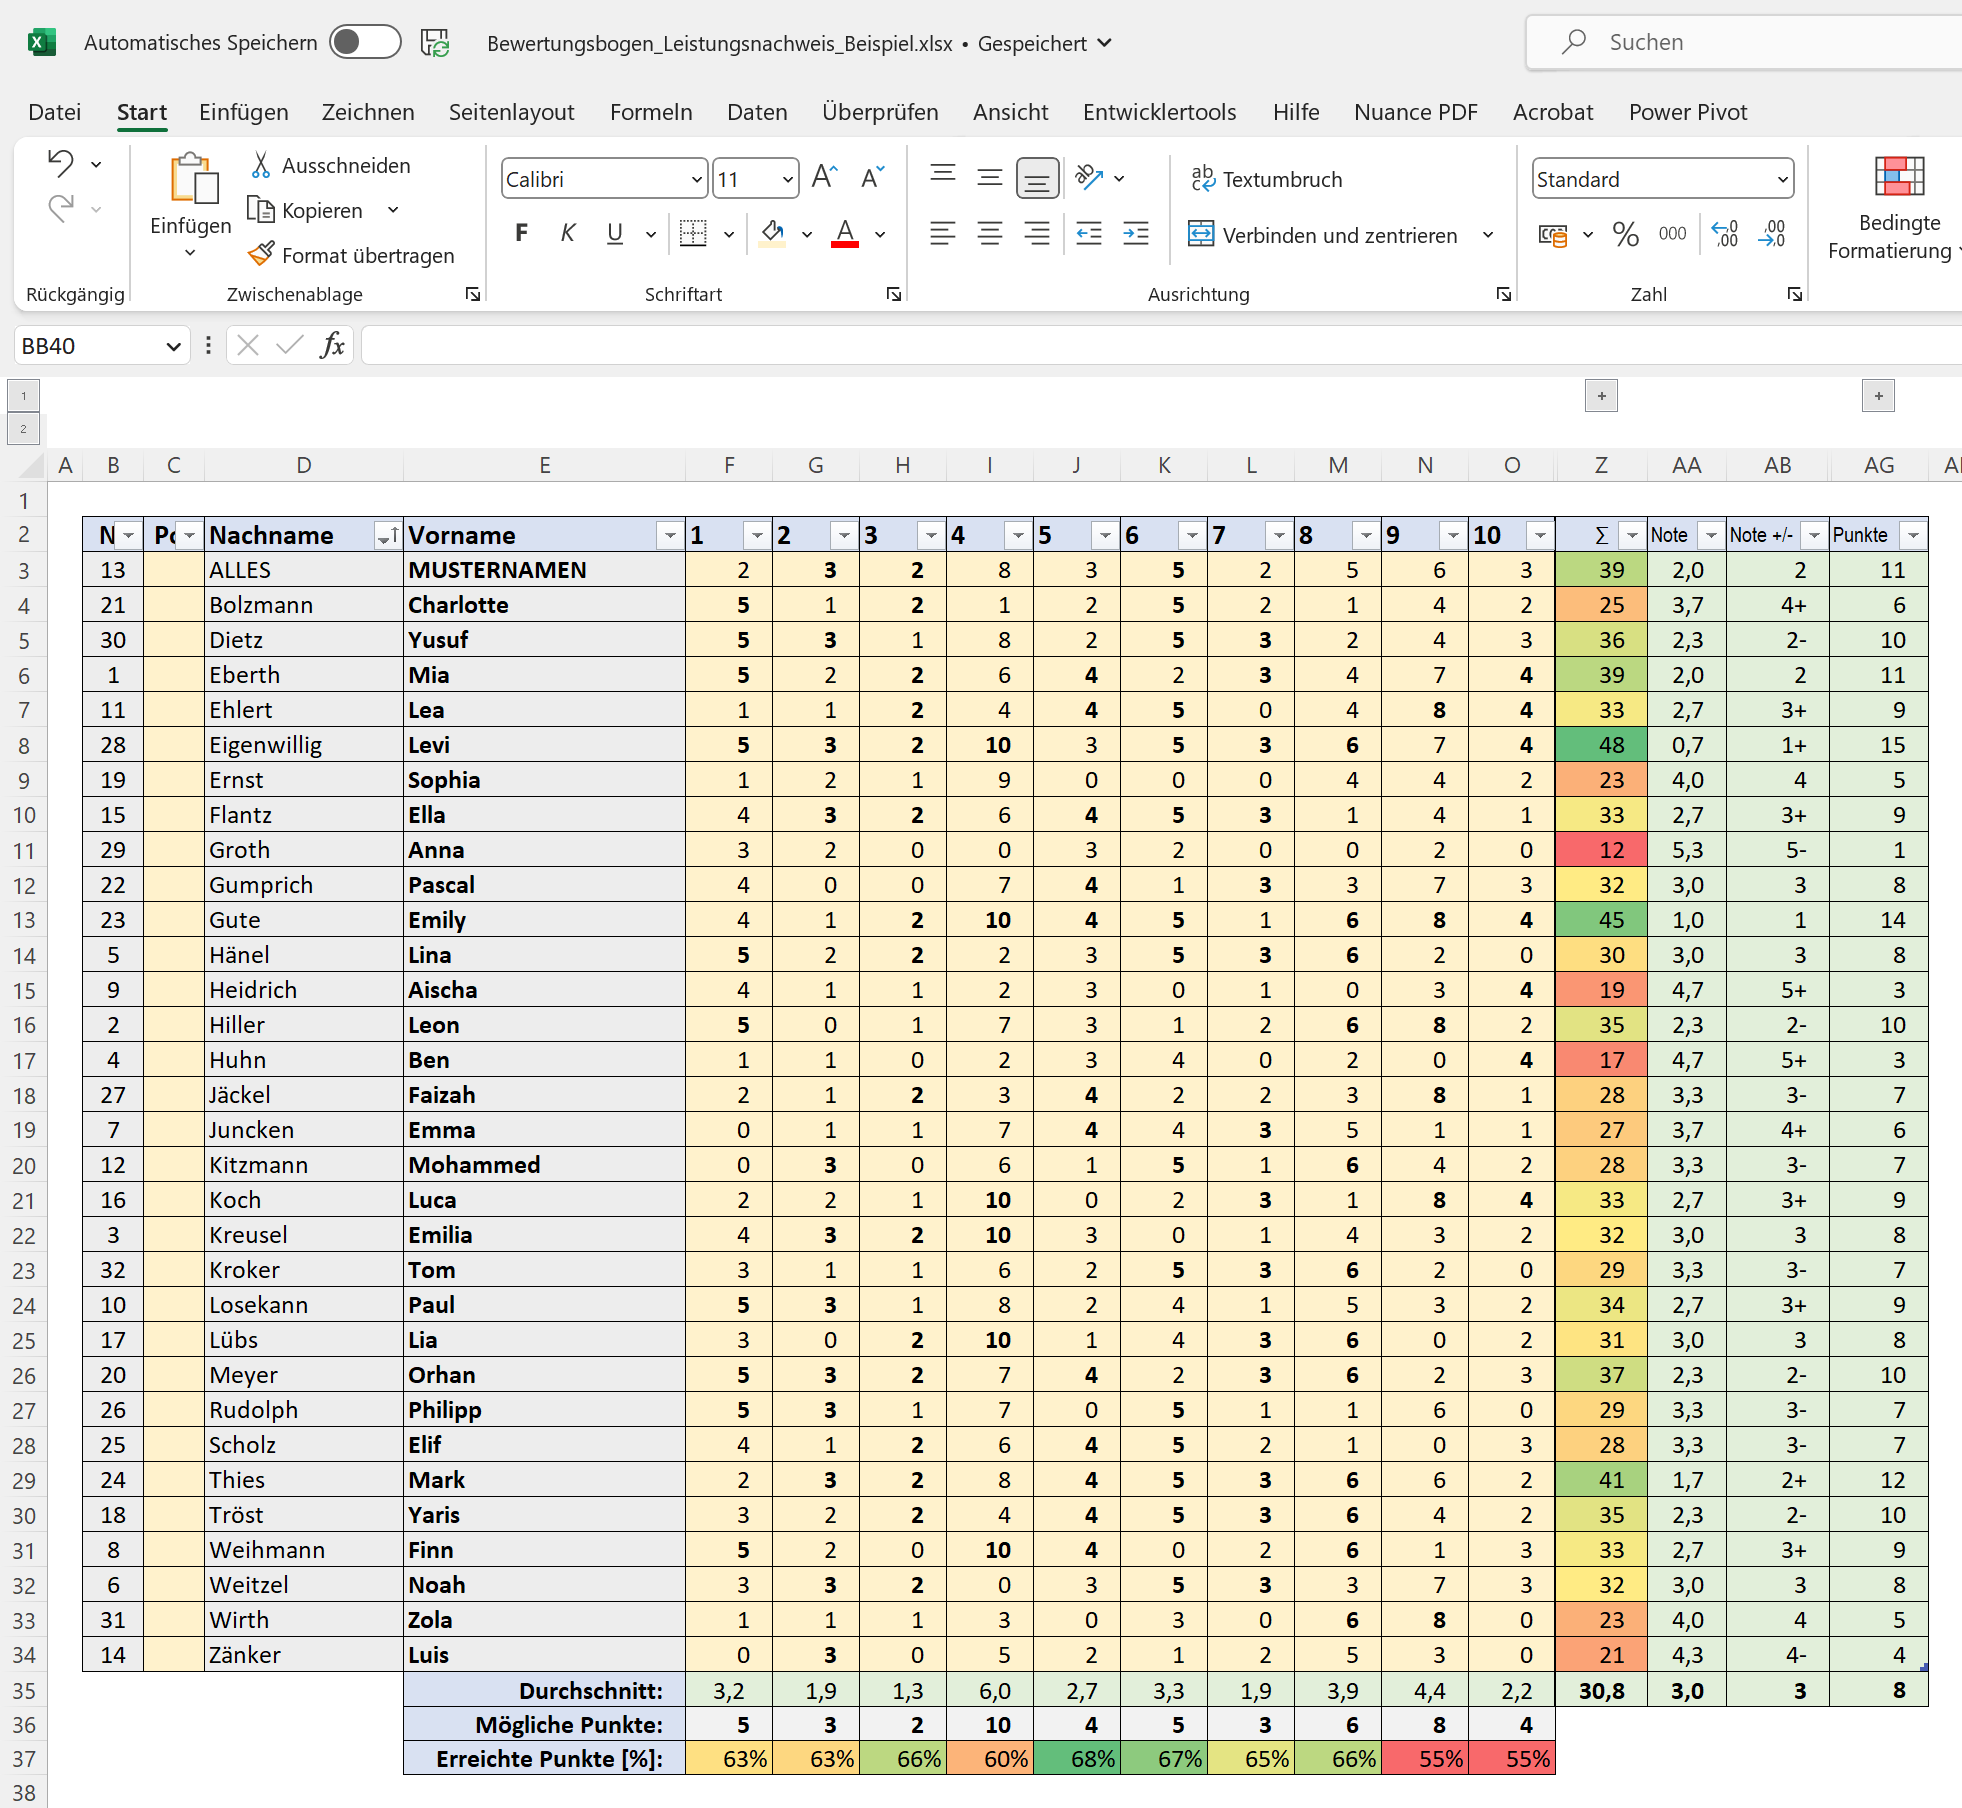 Automatisches Speichern Bewertungsbogen_Leistungsnachweis_Beispiel.xlsx • Gespeichert Suchen
Datei Start Einfügen Zeichnen Seitenlayout Formeln Daten Überprüfen Ansicht Entwicklertools Hilfe Nuance PDF Acrobat Power Pivot
Ausschneiden
Einfügen Kopieren
Format übertragen
Calibri 11
F K U A
Textumbruch
Verbinden und zentrieren
Standard
% 000
Bedingte
Formatierung
Rückgängig Zwischenablage Schriftart Ausrichtung Zahl
BB40 fx
1 + +
2
A B C D E F G H I J K L M N O Z AA AB AG
1
2 N Nachname Vorname 1 2 3 4 5 6 7 8 9 10 Σ Note Note +/- Punkte
3 13 ALLES MUSTERNAMEN 2 3 2 8 3 5 2 5 6 3 39 2,0 2 11
4 21 Bolzmann Charlotte 5 1 2 1 2 5 2 1 4 2 25 3,7 4+ 6
5 30 Dietz Yusuf 5 3 1 8 2 5 3 2 4 3 36 2,3 2- 10
6 1 Eberth Mia 5 2 2 6 4 2 3 4 7 4 39 2,0 2 11
7 11 Ehlert Lea 1 1 2 4 4 5 0 4 8 4 33 2,7 3+ 9
8 28 Eigenwillig Levi 5 3 2 10 3 5 3 6 7 4 48 0,7 1+ 15
9 19 Ernst Sophia 1 2 1 9 0 0 0 4 4 2 23 4,0 4 5
10 15 Flantz Ella 4 3 2 6 4 5 3 1 4 1 33 2,7 3+ 9
11 29 Groth Anna 3 2 0 0 3 2 0 0 2 0 12 5,3 5- 1
12 22 Gumprich Pascal 4 0 0 7 4 1 3 3 7 3 32 3,0 3 8
13 23 Gute Emily 4 1 2 10 4 5 1 6 8 4 45 1,0 1 14
14 5 Hänel Lina 5 2 2 2 3 5 3 6 2 0 30 3,0 3 8
15 9 Heidrich Aischa 4 1 1 2 3 0 1 0 3 4 19 4,7 5+ 3
16 2 Hiller Leon 5 0 1 7 3 1 2 6 8 2 35 2,3 2- 10
17 4 Huhn Ben 1 1 0 2 3 4 0 2 0 4 17 4,7 5+ 3
18 27 Jäckel Faizah 2 1 2 3 4 2 2 3 8 1 28 3,3 3- 7
19 7 Juncken Emma 0 1 1 7 4 4 3 5 1 1 27 3,7 4+ 6
20 12 Kitzmann Mohammed 0 3 0 6 1 5 1 6 4 2 28 3,3 3- 7
21 16 Koch Luca 2 2 1 10 0 2 3 1 8 4 33 2,7 3+ 9
22 3 Kreusel Emilia 4 3 2 10 3 0 1 4 3 2 32 3,0 3 8
23 32 Kroker Tom 3 1 1 6 2 5 3 6 2 0 29 3,3 3- 7
24 10 Losekann Paul 5 3 1 8 2 4 1 5 3 2 34 2,7 3+ 9
25 17 Lübs Lia 3 0 2 10 1 4 3 6 0 2 31 3,0 3 8
26 20 Meyer Orhan 5 3 2 7 4 2 3 6 2 3 37 2,3 2- 10
27 26 Rudolph Philipp 5 3 1 7 0 5 1 1 6 0 29 3,3 3- 7
28 25 Scholz Elif 4 1 2 6 4 5 2 1 0 3 28 3,3 3- 7
29 24 Thies Mark 2 3 2 8 4 5 3 6 6 2 41 1,7 2+ 12
30 18 Tröst Yaris 3 2 2 4 4 5 3 6 4 2 35 2,3 2- 10
31 8 Weihmann Finn 5 2 0 10 4 0 2 6 1 3 33 2,7 3+ 9
32 6 Weitzel Noah 3 3 2 0 3 5 3 3 7 3 32 3,0 3 8
33 31 Wirth Zola 1 1 1 3 0 3 0 6 8 0 23 4,0 4 5
34 14 Zänker Luis 0 3 0 5 2 1 2 5 3 0 21 4,3 4- 4
35 Durchschnitt: 3,2 1,9 1,3 6,0 2,7 3,3 1,9 3,9 4,4 2,2 30,8 3,0 3 8
36 Mögliche Punkte: 5 3 2 10 4 5 3 6 8 4
37 Erreichte Punkte [%]: 63% 63% 66% 60% 68% 67% 65% 66% 55% 55%
38